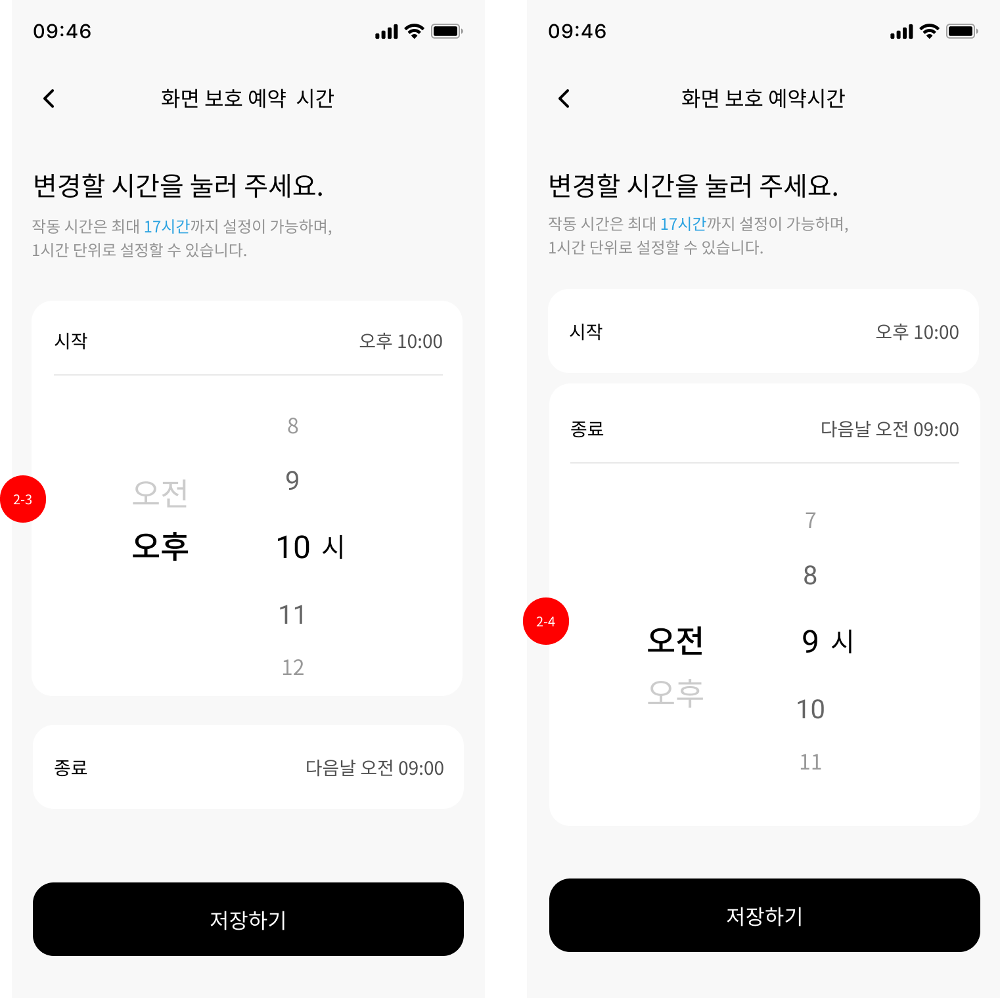 09:46
화면 보호 예약  시간
변경할 시간을 눌러 주세요.
작동 시간은 최대 17시간까지 설정이 가능하며,
1시간 단위로 설정할 수 있습니다.
시작 오후 10:00
8
9
오전
2-3
오후 10 시
11
12
종료 다음날 오전 09:00
저장하기
09:46
화면 보호 예약시간
변경할 시간을 눌러 주세요.
작동 시간은 최대 17시간까지 설정이 가능하며,
1시간 단위로 설정할 수 있습니다.
시작 오후 10:00
종료 다음날 오전 09:00
7
8
2-4
오전 9 시
오후
10
11
저장하기